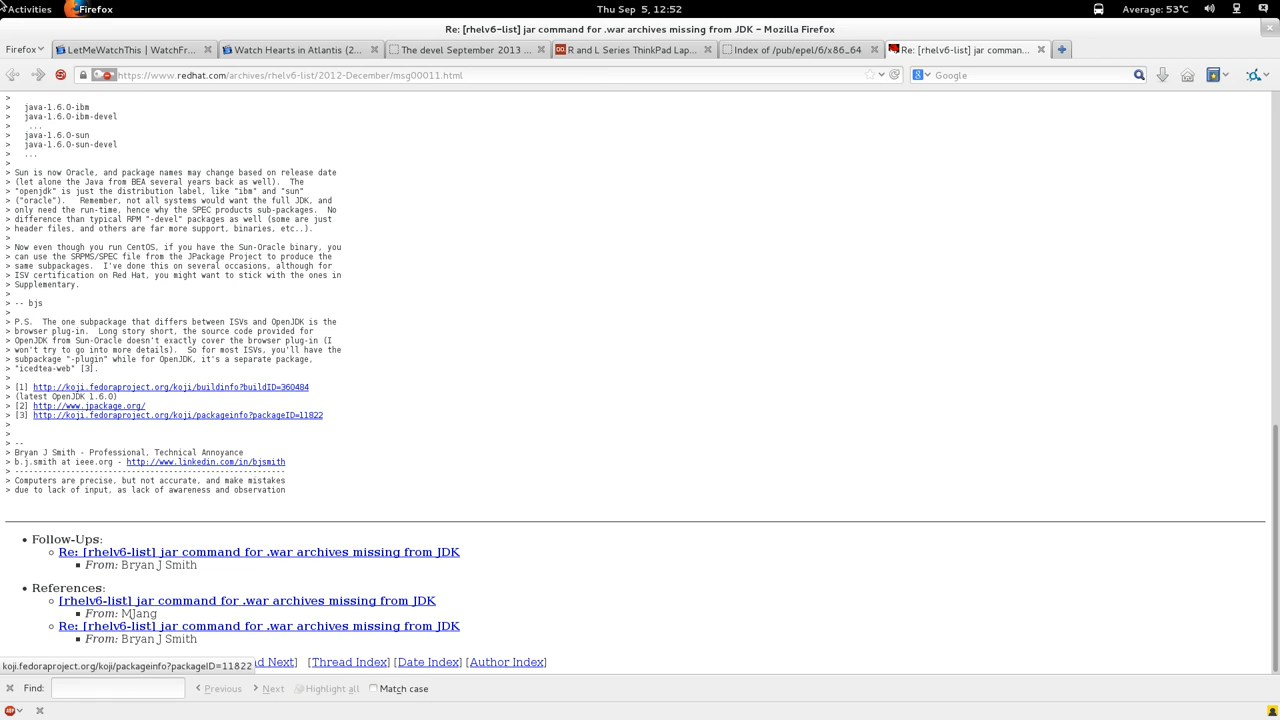 Activities Firefox Thu Sep 5, 12:52 Average: 53°C
Re: [rhelv6-list] jar command for .war archives missing from JDK - Mozilla Firefox
Firefox LetMeWatchThis | WatchFr... Watch Hearts in Atlantis (2... The devel September 2013 ... R and L Series ThinkPad Lap... Index of /pub/epel/6/x86_64 Re: [rhelv6-list] jar comman...
https://www.redhat.com/archives/rhelv6-list/2012-December/msg00011.html Google
>
> java-1.6.0-ibm
> java-1.6.0-ibm-devel
> ...
> java-1.6.0-sun
> java-1.6.0-sun-devel
> ...
>
> Sun is now Oracle, and package names may change based on release date
> (let alone the Java from BEA several years back as well). The
> "openjdk" is just the distribution label, like "ibm" and "sun"
> ("oracle"). Remember, not all systems would want the full JDK, and
> only need the run-time, hence why the SPEC products sub-packages. No
> difference than typical RPM "-devel" packages as well (some are just
> header files, and others are far more support, binaries, etc..).
>
> Now even though you run CentOS, if you have the Sun-Oracle binary, you
> can use the SRPMS/SPEC file from the JPackage Project to produce the
> same subpackages. I've done this on several occasions, although for
> ISV certification on Red Hat, you might want to stick with the ones in
> Supplementary.
>
> -- bjs
>
> P.S. The one subpackage that differs between ISVs and OpenJDK is the
> browser plug-in. Long story short, the source code provided for
> OpenJDK from Sun-Oracle doesn't exactly cover the browser plug-in (I
> won't try to go into more details). So for most ISVs, you'll have the
> subpackage "-plugin" while for OpenJDK, it's a separate package,
> "icedtea-web" [3].
>
> [1] http://koji.fedoraproject.org/koji/buildinfo?buildID=360484
> (latest OpenJDK 1.6.0)
> [2] http://www.jpackage.org/
> [3] http://koji.fedoraproject.org/koji/packageinfo?packageID=11822
>
>
> --
> Bryan J Smith - Professional, Technical Annoyance
> b.j.smith at ieee.org - http://www.linkedin.com/in/bjsmith
> ----------------------------------------------------------
> Computers are precise, but not accurate, and make mistakes
> due to lack of input, as lack of awareness and observation
Follow-Ups:
Re: [rhelv6-list] jar command for .war archives missing from JDK
From: Bryan J Smith
References:
[rhelv6-list] jar command for .war archives missing from JDK
From: MJang
Re: [rhelv6-list] jar command for .war archives missing from JDK
From: Bryan J Smith
koji.fedoraproject.org/koji/packageinfo?packageID=11822 ad Next] [Thread Index] [Date Index] [Author Index]
Find: Previous Next Highlight all Match case
ABP